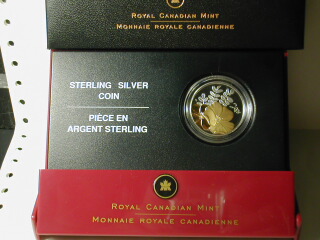 ROYAL CANADIAN MINT
MONNAIE ROYALE CANADIENNE
STERLING SILVER
COIN
PIÈCE EN
ARGENT STERLING
ROYAL CANADIAN MINT
MONNAIE ROYALE CANADIENNE